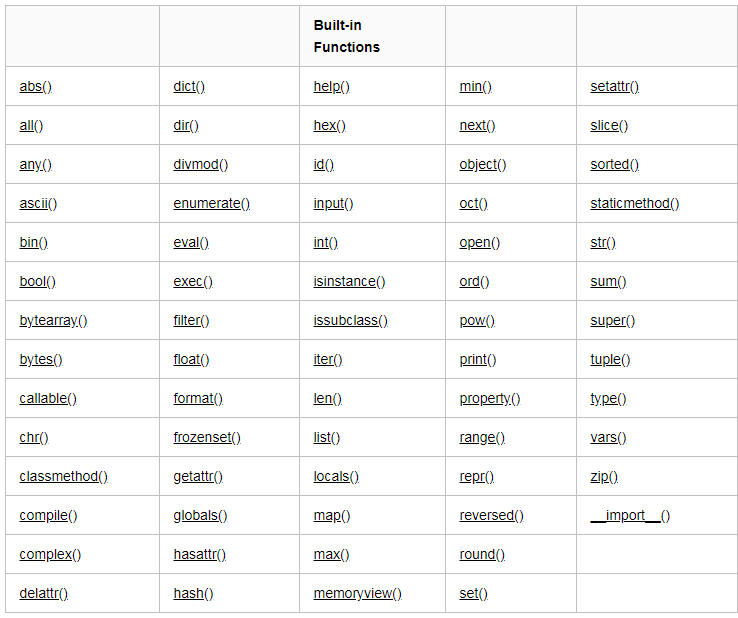 Built-in
Functions
abs() dict() help() min() setattr()
all() dir() hex() next() slice()
any() divmod() id() object() sorted()
ascii() enumerate() input() oct() staticmethod()
bin() eval() int() open() str()
bool() exec() isinstance() ord() sum()
bytearray() filter() issubclass() pow() super()
bytes() float() iter() print() tuple()
callable() format() len() property() type()
chr() frozenset() list() range() vars()
classmethod() getattr() locals() repr() zip()
compile() globals() map() reversed() __import__()
complex() hasattr() max() round()
delattr() hash() memoryview() set()